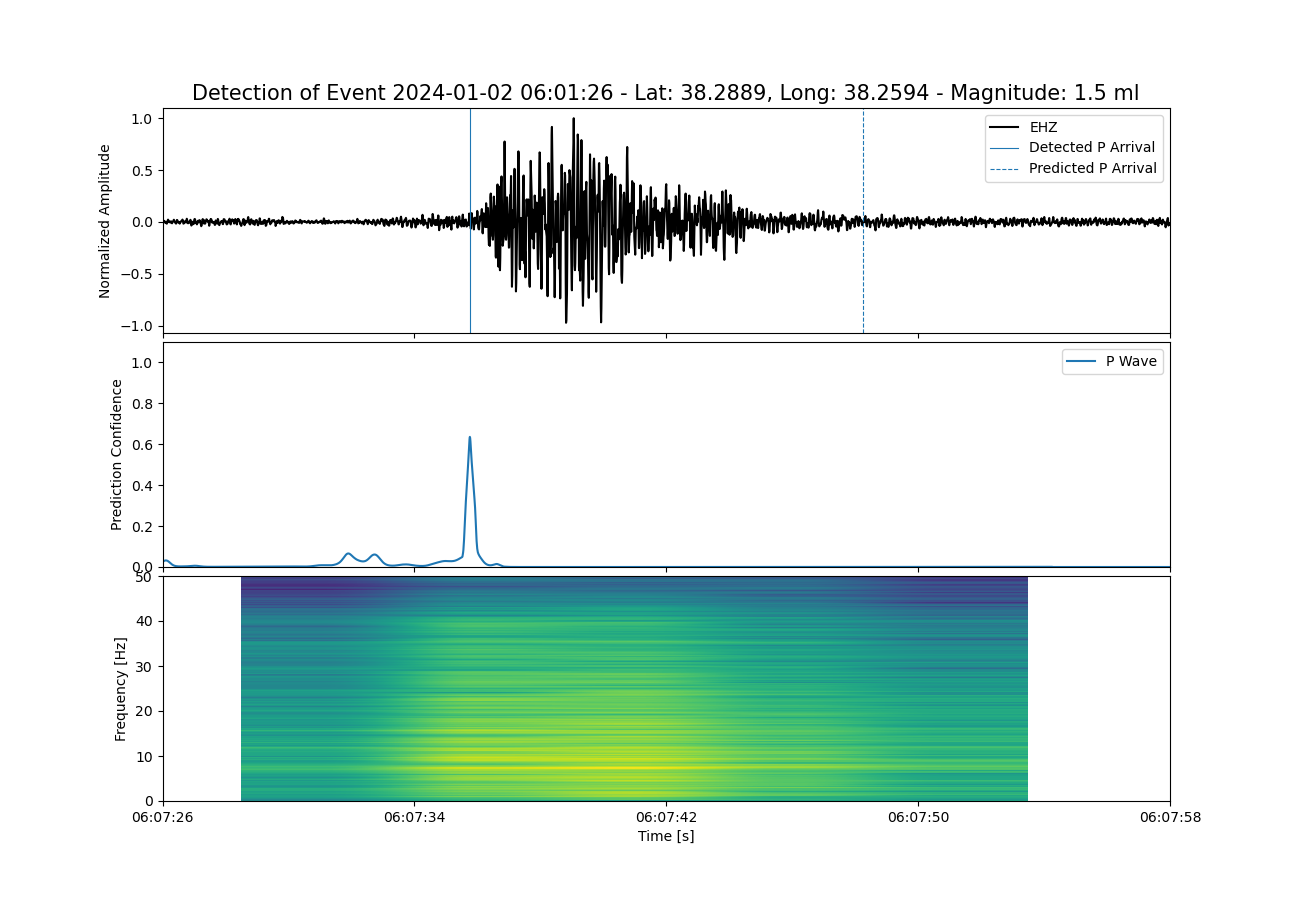 Detection of Event 2024-01-02 06:01:26 - Lat: 38.2889, Long: 38.2594 - Magnitude: 1.5 ml
1.0
0.5
0.0
−0.5
−1.0
Normalized Amplitude
EHZ
Detected P Arrival
Predicted P Arrival
1.0
0.8
0.6
0.4
0.2
0.0
Prediction Confidence
P Wave
50
40
30
20
10
0
Frequency [Hz]
06:07:26
06:07:34
06:07:42
06:07:50
06:07:58
Time [s]